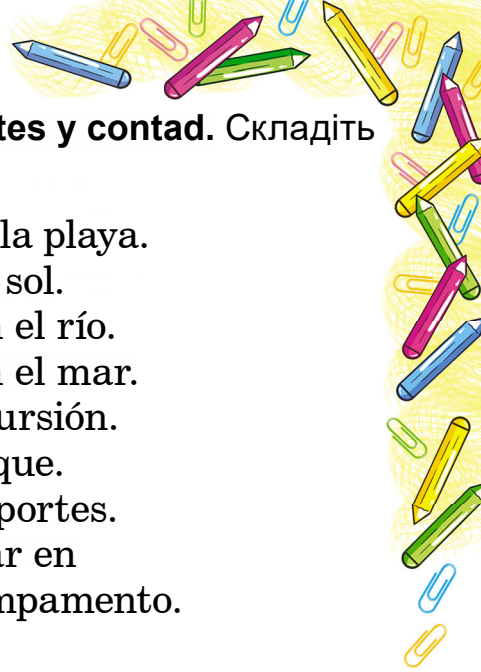 tes y contad. Складіть
la playa.
sol.
el río.
el mar.
ursión.
que.
portes.
ar en
mpamento.